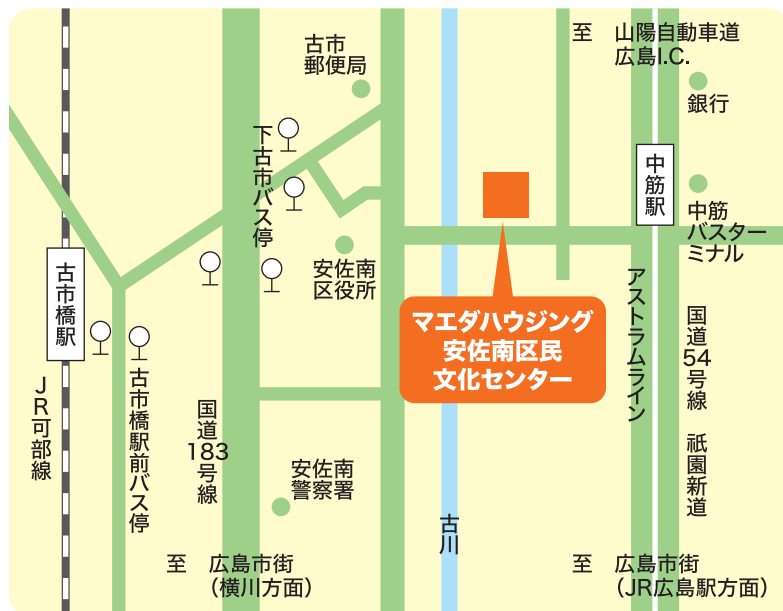 古市
郵便局
至 山陽自動車道
広島I.C.
銀行
下古市バス停
中筋駅
中筋
バスター
ミナル
安佐南
区役所
古市橋駅
マエダハウジング
安佐南区民
文化センター
アストラムライン
国道54号線 祇園新道
JR可部線
古市橋駅前バス停
国道183号線
安佐南
警察署
古川
至 広島市街
(横川方面)
至 広島市街
(JR広島駅方面)